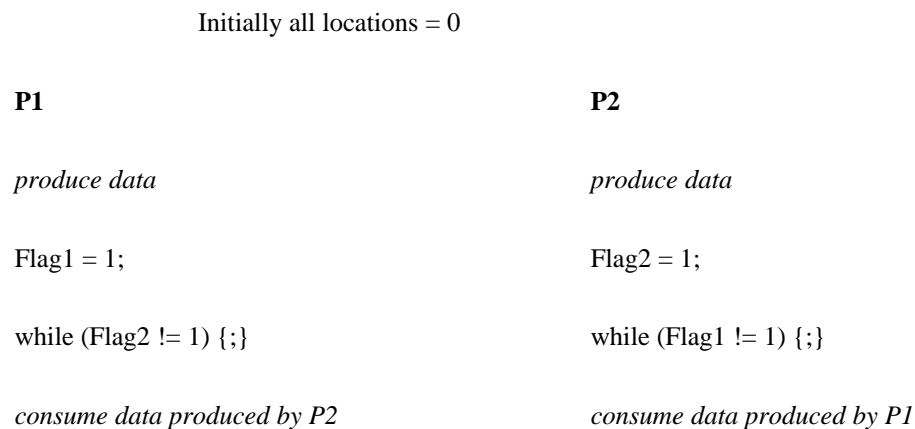 Initially all locations = 0
P1 P2
produce data produce data
Flag1 = 1; Flag2 = 1;
while (Flag2 != 1) {;} while (Flag1 != 1) {;}
consume data produced by P2 consume data produced by P1